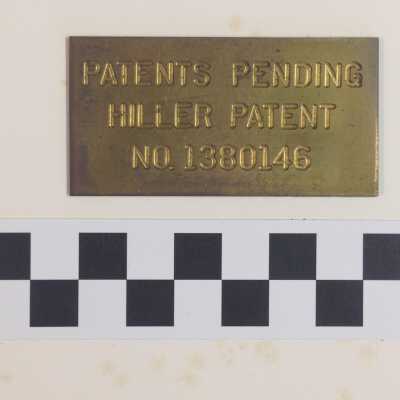 PATENTS PENDING
HILLER PATENT
NO. 1380146